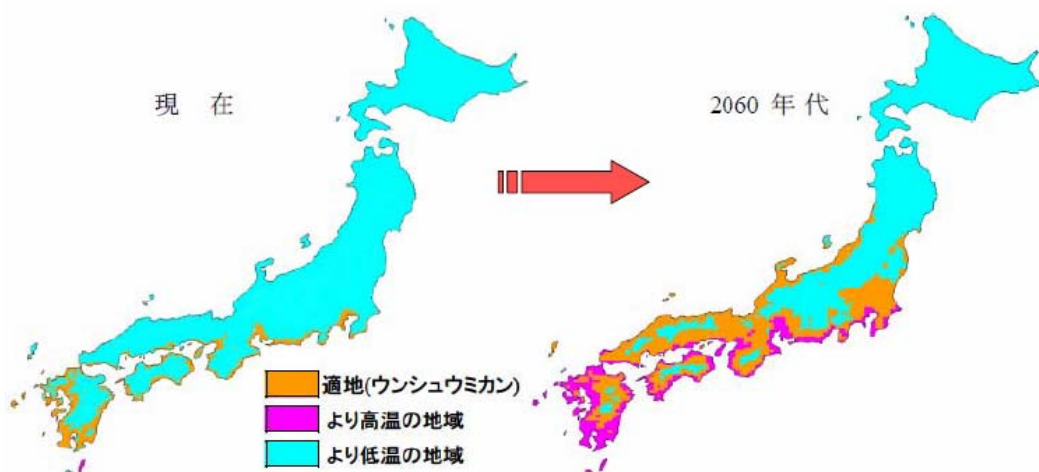 現 在
2060 年 代
適地(ウンシュウミカン)
より高温の地域
より低温の地域